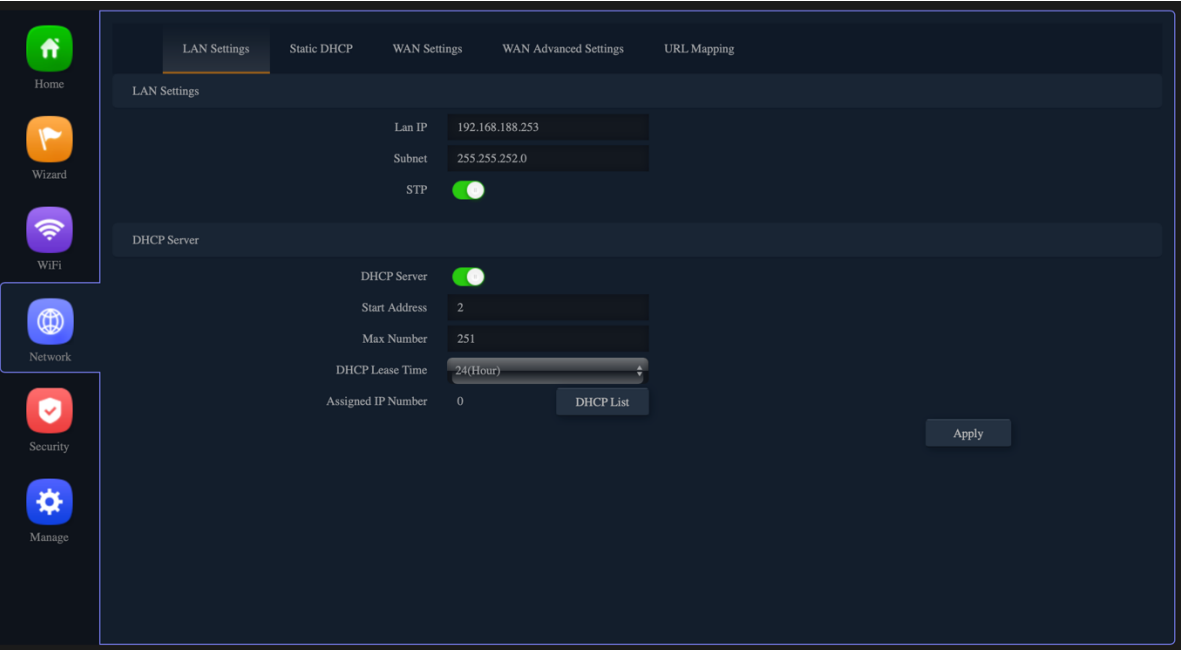 Home
Wizard
WiFi
Network
Security
Manage
LAN Settings Static DHCP WAN Settings WAN Advanced Settings URL Mapping
LAN Settings
Lan IP 192.168.188.253
Subnet 255.255.252.0
STP
DHCP Server
DHCP Server
Start Address 2
Max Number 251
DHCP Lease Time 24(Hour)
Assigned IP Number 0 DHCP List
Apply